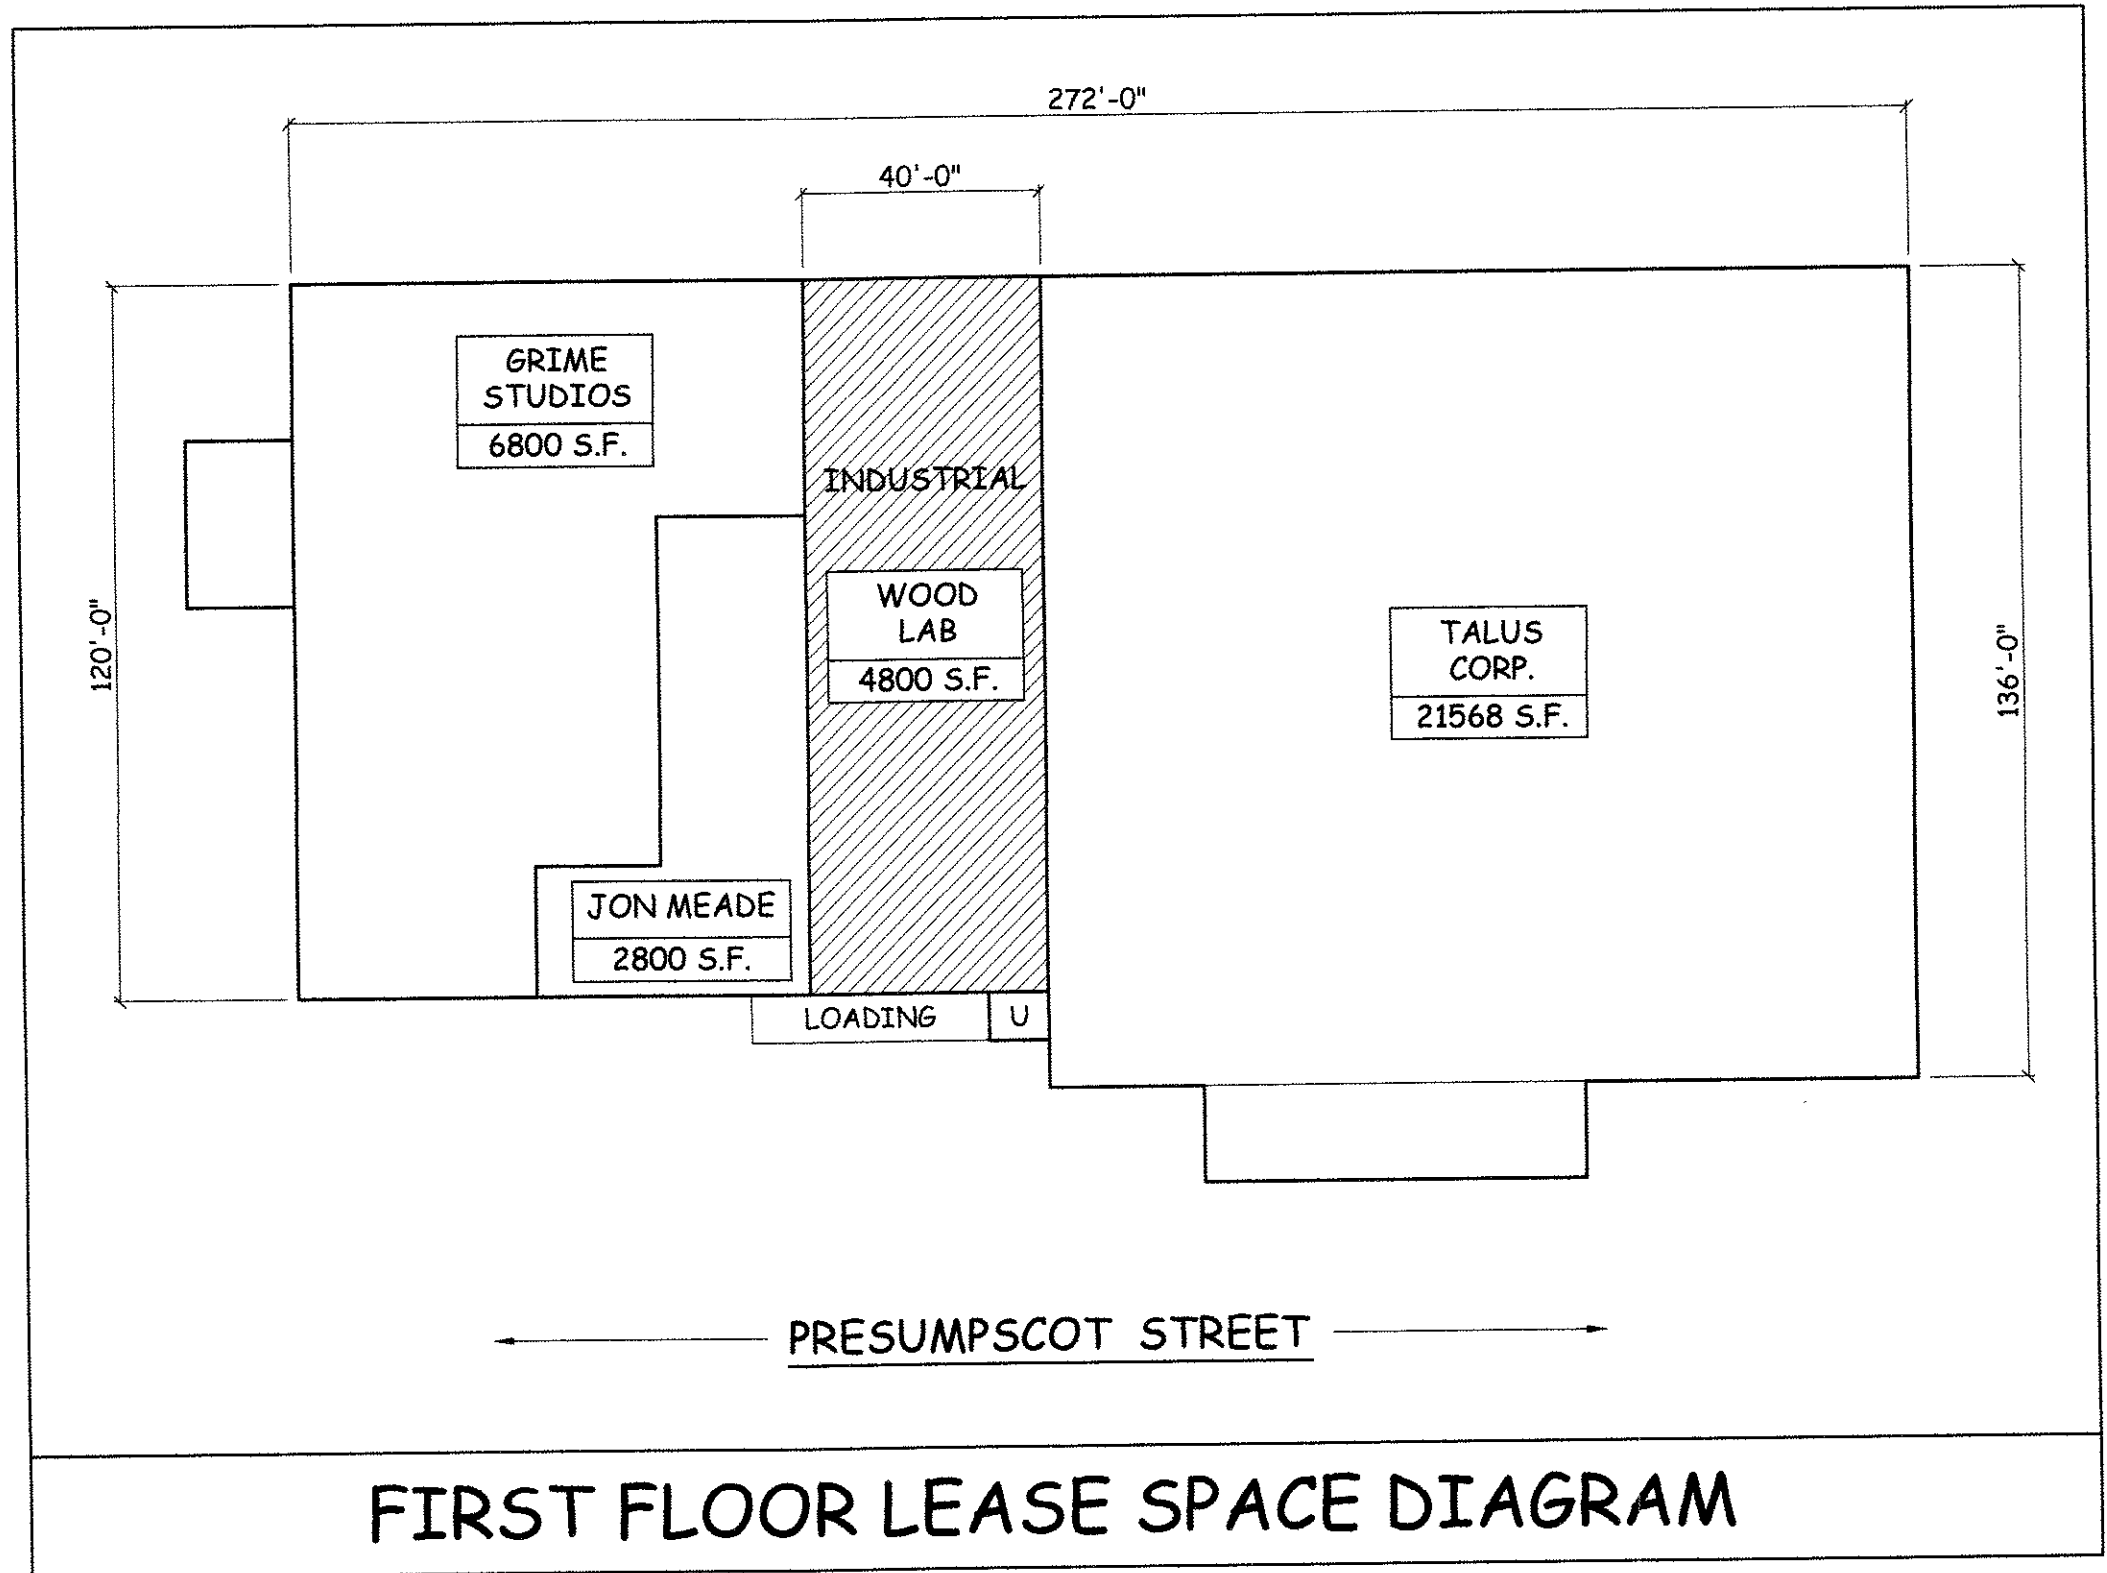 272'-0"
40'-0"
GRIME
STUDIOS
6800 S.F.
INDUSTRIAL
120'-0"
WOOD
LAB
4800 S.F.
TALUS
CORP.
21568 S.F.
136'-0"
JON MEADE
2800 S.F.
LOADING
U
PRESUMPSCOT STREET
FIRST FLOOR LEASE SPACE DIAGRAM